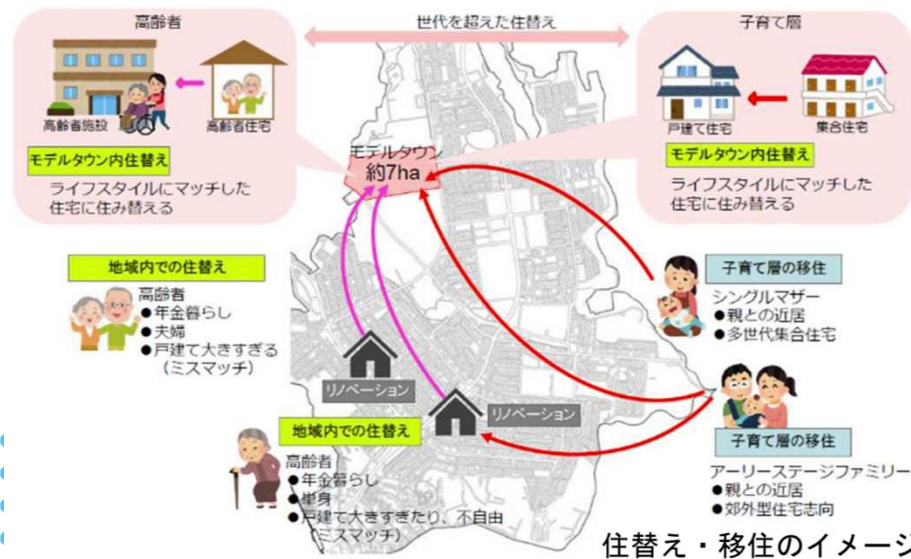 高齢者
世代を超えた住替え
子育て層
高齢者施設
高齢者住宅
戸建て住宅
集合住宅
モデルタウン内住替え
ライフスタイルにマッチした
住宅に住み替える
モデルタウン
約7ha
モデルタウン内住替え
ライフスタイルにマッチした
住宅に住み替える
地域内での住替え
高齢者
●年金暮らし
●夫婦
●戸建て大きすぎる
（ミスマッチ）
子育て層の移住
シングルマザー
●親との近居
●多世代集合住宅
リノベーション
リノベーション
地域内での住替え
高齢者
●年金暮らし
●単身
●戸建て大きすぎたり、不自由
（ミスマッチ）
子育て層の移住
アーリーステージファミリー
●親との近居
●郊外型住宅志向
住替え・移住のイメージ